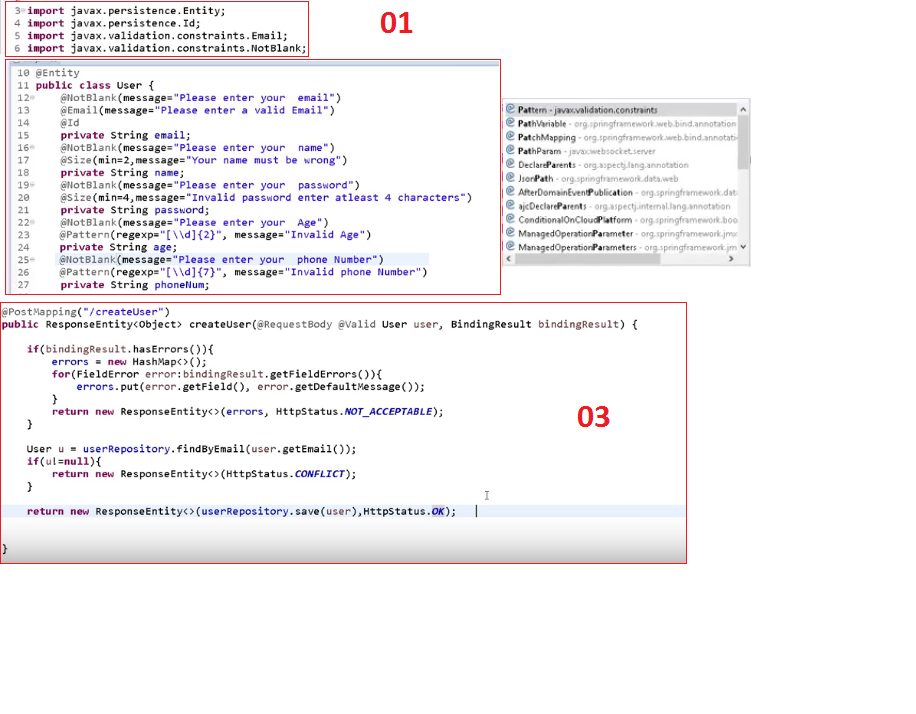 3 import javax.persistence.Entity;
4 import javax.persistence.Id;
5 import javax.validation.constraints.Email;
6 import javax.validation.constraints.NotBlank;
01
10 @Entity
11 public class User {
12 @NotBlank(message="Please enter your  email")
13 @Email(message="Please enter a valid Email")
14 @Id
15 private String email;
16 @NotBlank(message="Please enter your  name")
17 @Size(min=2,message="Your name must be wrong")
18 private String name;
19 @NotBlank(message="Please enter your  password")
20 @Size(min=4,message="Invalid password enter atleast 4 characters")
21 private String password;
22 @NotBlank(message="Please enter your  Age")
23 @Pattern(regexp="[\\d]{2}", message="Invalid Age")
24 private String age;
25 @NotBlank(message="Please enter your  phone Number")
26 @Pattern(regexp="[\\d]{7}", message="Invalid phone Number")
27 private String phoneNum;
Pattern - javax.validation.constraints
PathVariable - org.springframework.web.bind.annotation
PatchMapping - org.springframework.web.bind.annotatio
PathParam - javax.websocket.server
DeclareParents - org.aspectj.lang.annotation
JsonPath - org.springframework.data.web
AfterDomainEventPublication - org.springframework.dat
ajcDeclareParents - org.aspectj.internal.lang.annotation
ConditionalOnCloudPlatform - org.springframework.boo
ManagedOperationParameter - org.springframework.jmx
ManagedOperationParameters - org.springframework.jm
@PostMapping("/createUser")
public ResponseEntity<Object> createUser(@RequestBody @Valid User user, BindingResult bindingResult) {
if(bindingResult.hasErrors()){
errors = new HashMap<>();
for(FieldError error:bindingResult.getFieldErrors()){
errors.put(error.getField(), error.getDefaultMessage());
}
return new ResponseEntity<>(errors, HttpStatus.NOT_ACCEPTABLE);
}
03
User u = userRepository.findByEmail(user.getEmail());
if(u!=null){
return new ResponseEntity<>(HttpStatus.CONFLICT);
}
return new ResponseEntity<>(userRepository.save(user),HttpStatus.OK);
}